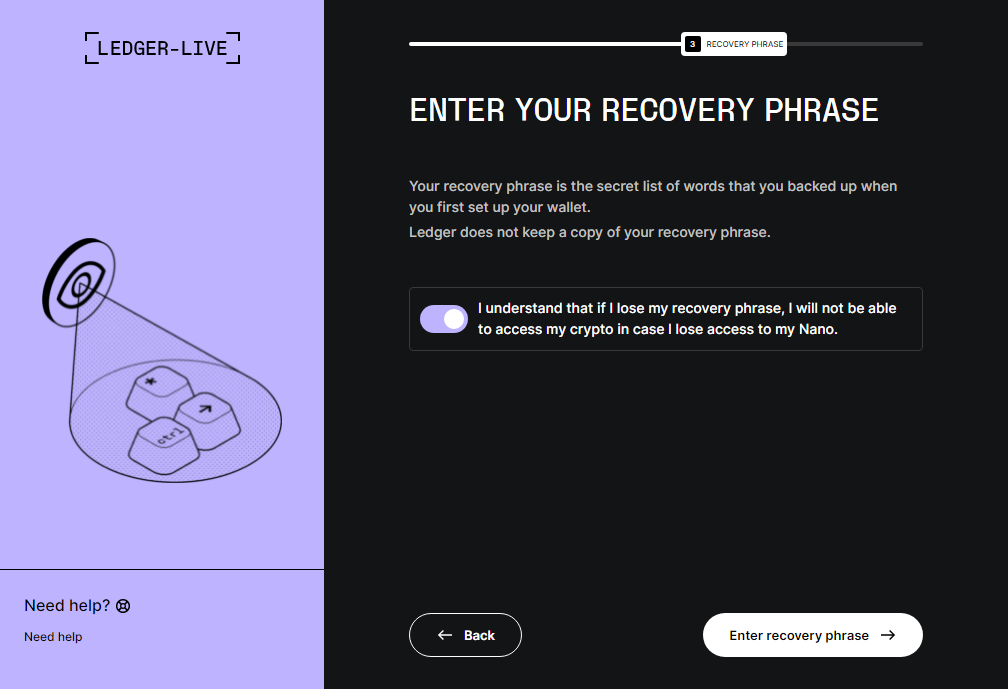 LEDGER-LIVE
3 RECOVERY PHRASE
ENTER YOUR RECOVERY PHRASE
Your recovery phrase is the secret list of words that you backed up when
you first set up your wallet.
Ledger does not keep a copy of your recovery phrase.
I understand that if I lose my recovery phrase, I will not be able
to access my crypto in case I lose access to my Nano.
*
ctrl
Need help?
Need help
Back
Enter recovery phrase